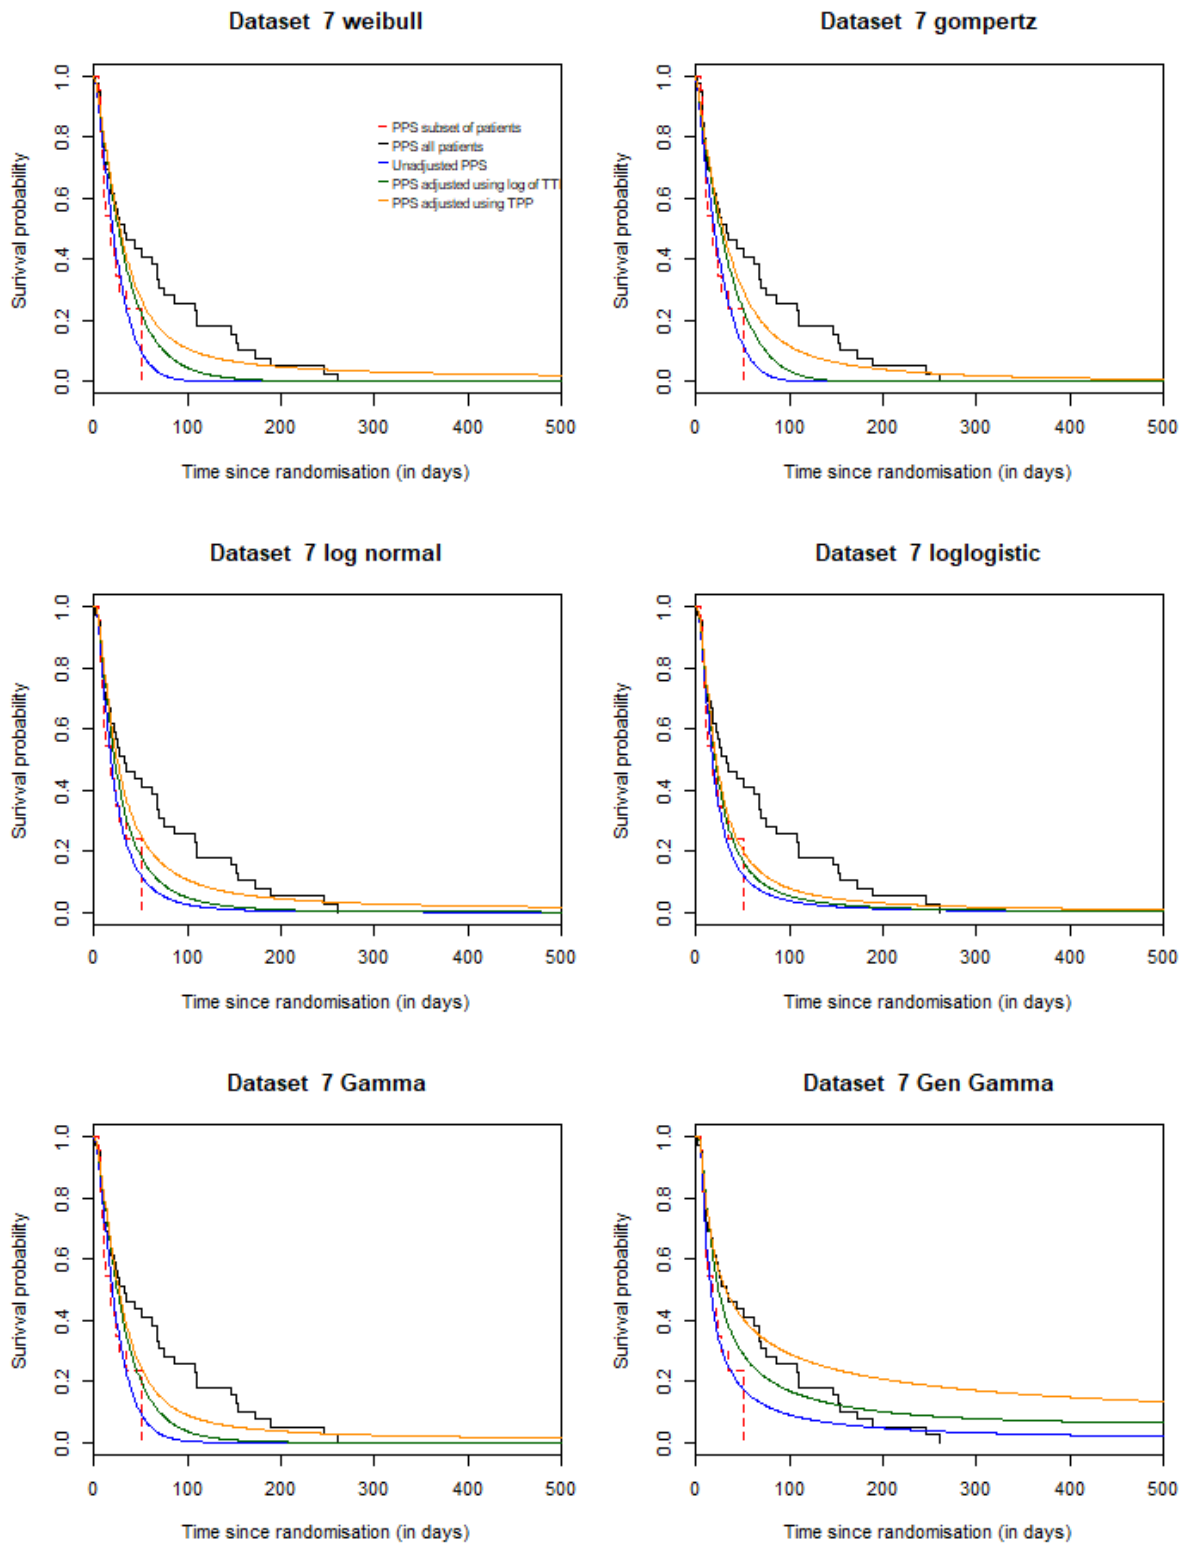 Dataset 7 weibull
Surivval probability
0.0 0.2 0.4 0.6 0.8 1.0
PPS subset of patients
PPS all patients
Unadjusted PPS
PPS adjusted using log of TTI
PPS adjusted using TPP
0 100 200 300 400 500
Time since randomisation (in days)
Dataset 7 gompertz
Surivval probability
0.0 0.2 0.4 0.6 0.8 1.0
0 100 200 300 400 500
Time since randomisation (in days)
Dataset 7 log normal
Surivval probability
0.0 0.2 0.4 0.6 0.8 1.0
0 100 200 300 400 500
Time since randomisation (in days)
Dataset 7 loglogistic
Surivval probability
0.0 0.2 0.4 0.6 0.8 1.0
0 100 200 300 400 500
Time since randomisation (in days)
Dataset 7 Gamma
Surivval probability
0.0 0.2 0.4 0.6 0.8 1.0
0 100 200 300 400 500
Time since randomisation (in days)
Dataset 7 Gen Gamma
Surivval probability
0.0 0.2 0.4 0.6 0.8 1.0
0 100 200 300 400 500
Time since randomisation (in days)